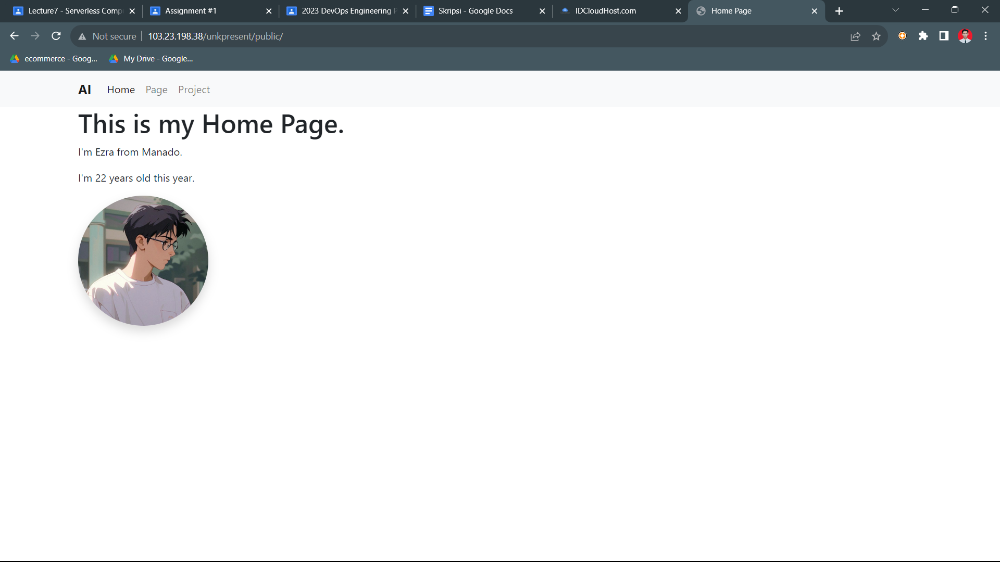 Lecture7 - Serverless Comp
Assignment #1
2023 DevOps Engineering P
Skripsi - Google Docs
IDCloudHost.com
Home Page
Not secure
103.23.198.38/unkpresent/public/
ecommerce - Goog...
My Drive - Google...
AI Home Page Project
This is my Home Page.
I'm Ezra from Manado.
I'm 22 years old this year.